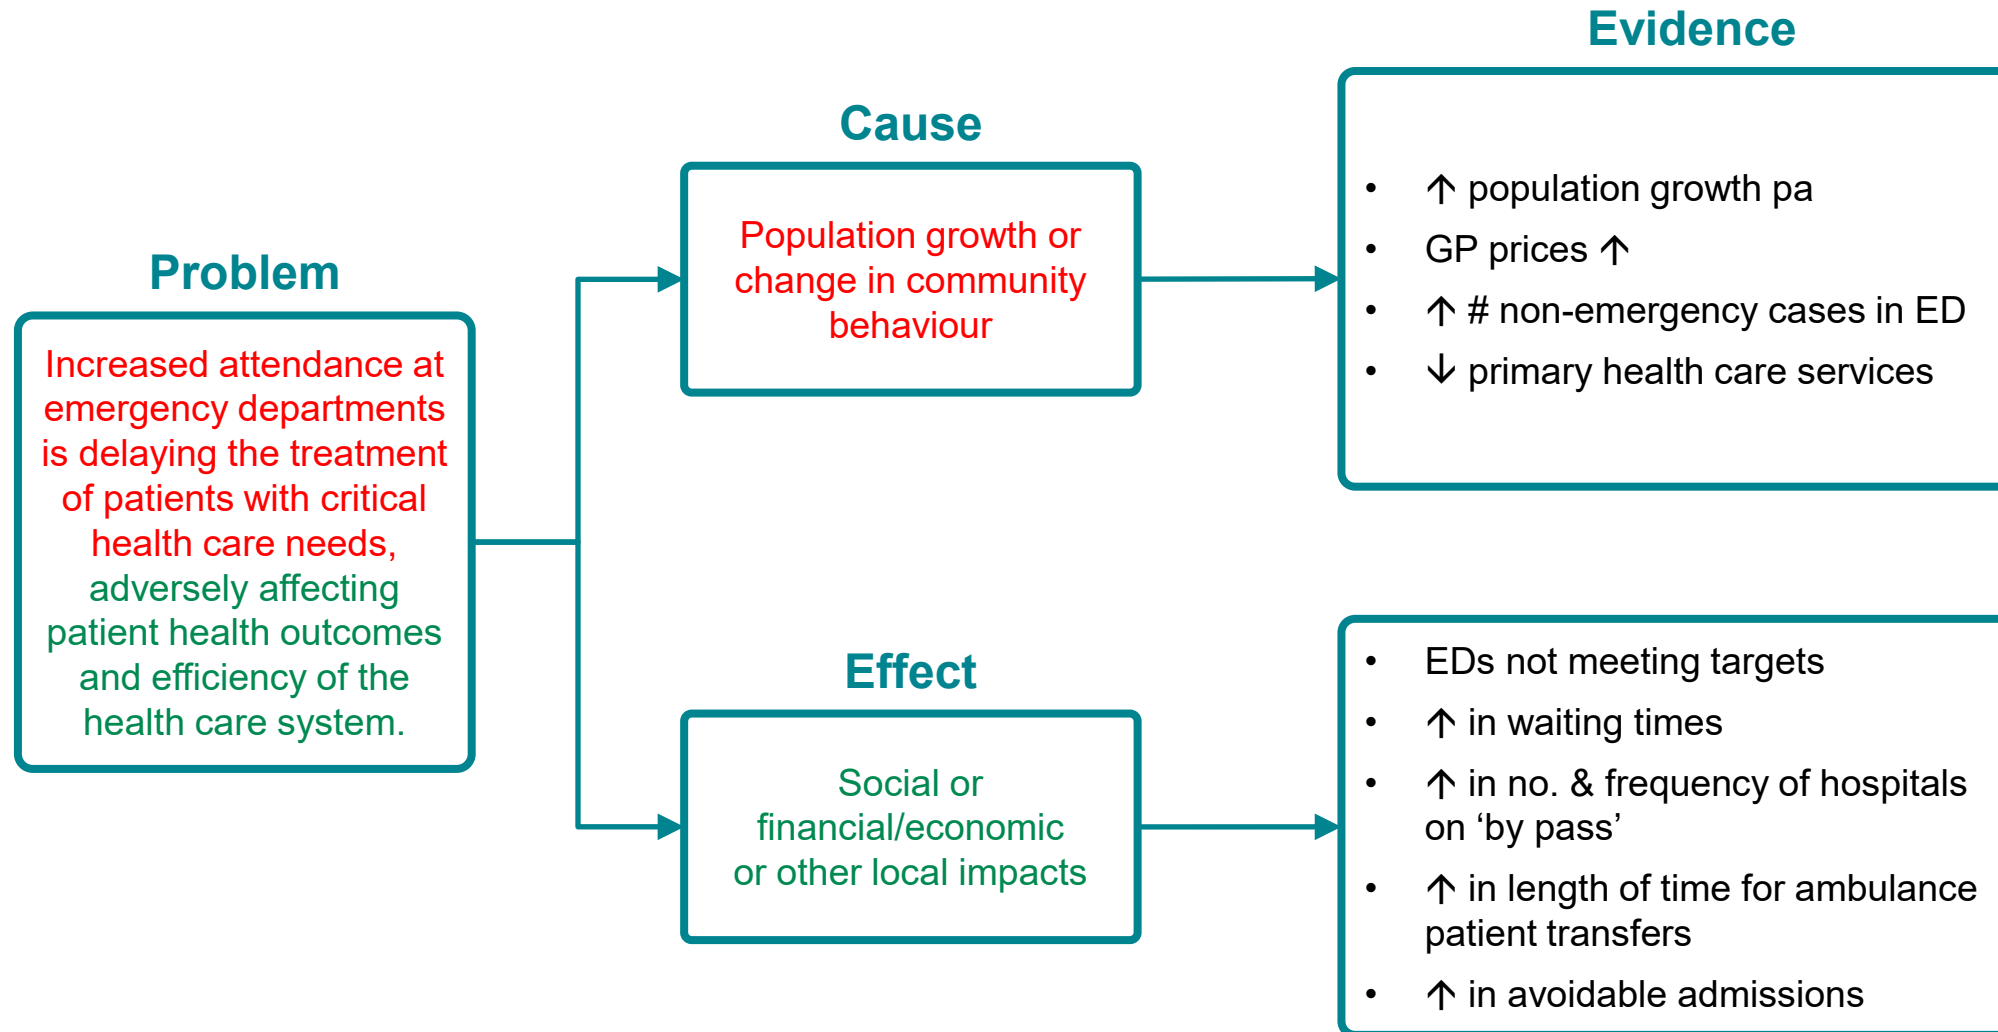 Problem
Increased attendance at
emergency departments
is delaying the treatment
of patients with critical
health care needs,
adversely affecting
patient health outcomes
and efficiency of the
health care system.
Cause
Population growth or
change in community
behaviour
Evidence
• ↑ population growth pa
• GP prices ↑
• ↑ # non-emergency cases in ED
• ↓ primary health care services
Effect
Social or
financial/economic
or other local impacts
• EDs not meeting targets
• ↑ in waiting times
• ↑ in no. & frequency of hospitals
on ‘by pass’
• ↑ in length of time for ambulance
patient transfers
• ↑ in avoidable admissions